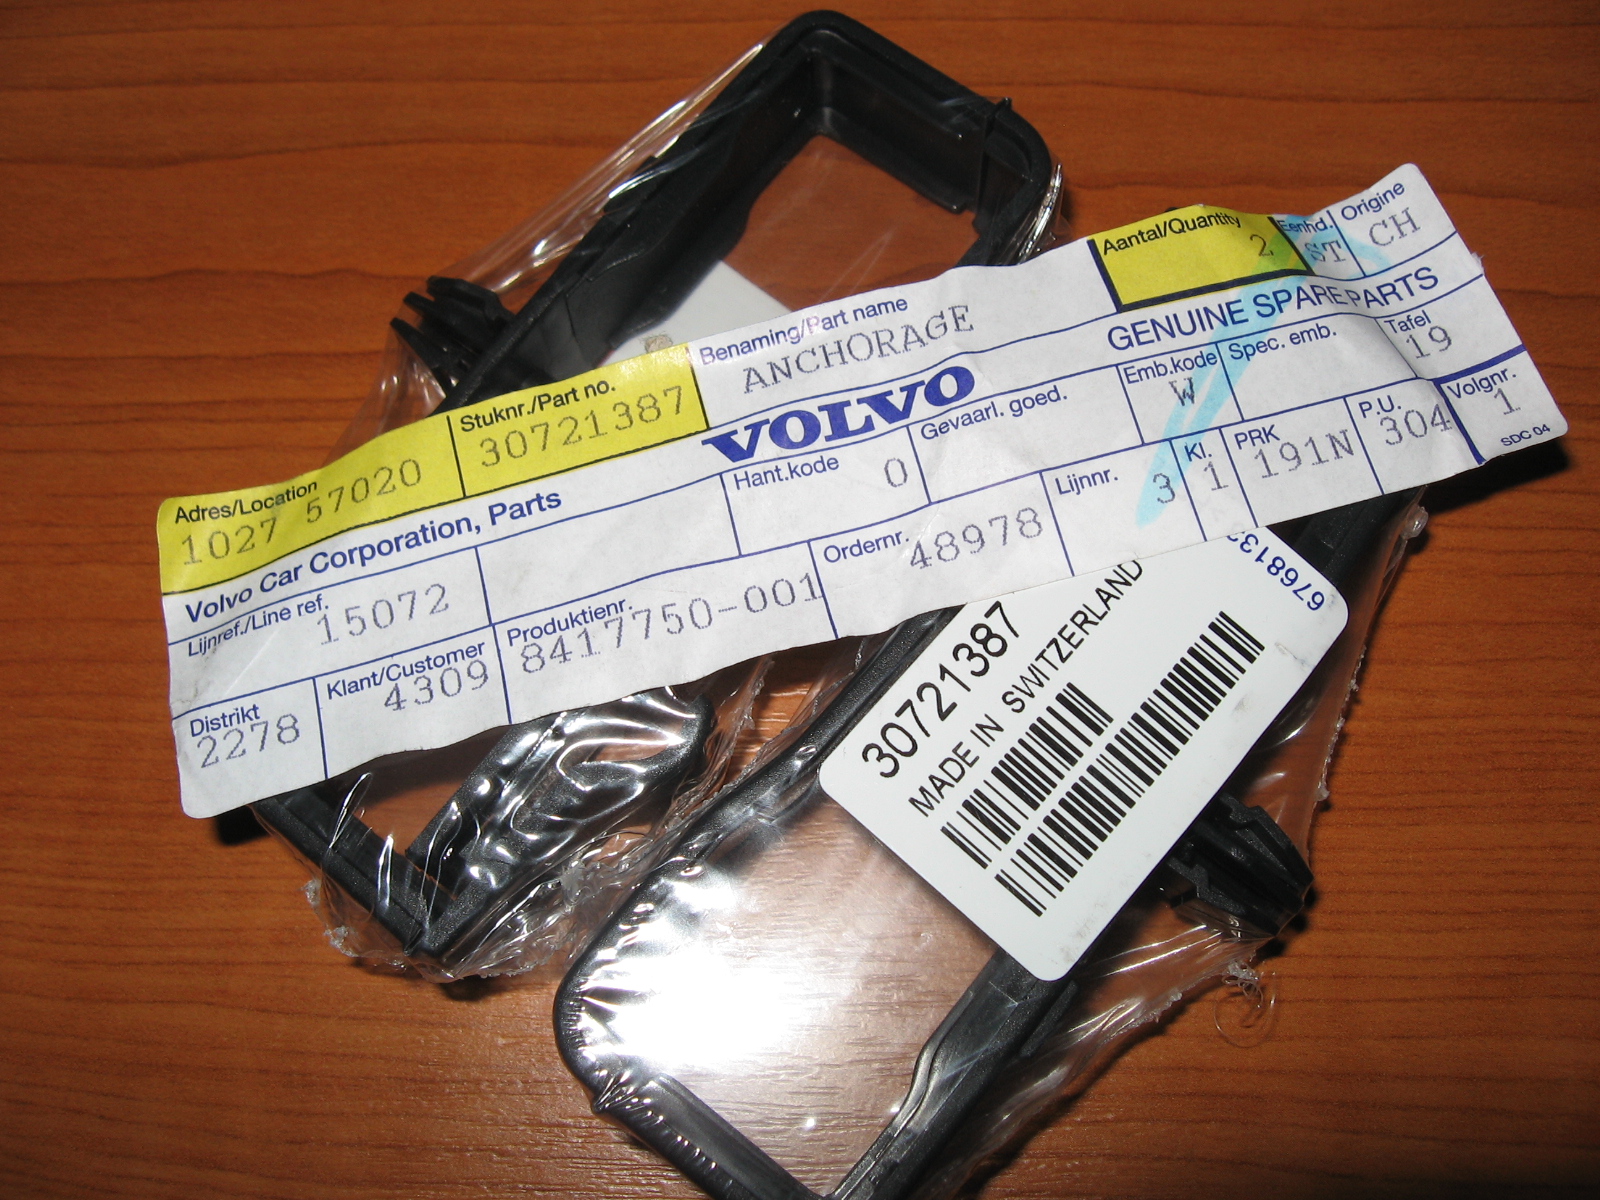 Aantal/Quantity Eenhd. Origine
2 ST CH
Benaming/Part name
ANCHORAGE
GENUINE SPARE PARTS
Stuknr./Part no.
30721387
VOLVO
Emb.kode Spec. emb. Tafel
W 19
Adres/Location
1027 57020
Volvo Car Corporation, Parts
Hant.kode Gevaarl. goed.
0
Lijnnr. Kl. PRK P.U. Volgnr.
3 1 191N 304 1
SDC 04
Lijnref./Line ref.
15072
Ordernr.
48978
Distrikt Klant/Customer Produktienr.
2278 4309 8417750-001
30721387
MADE IN SWITZERLAND